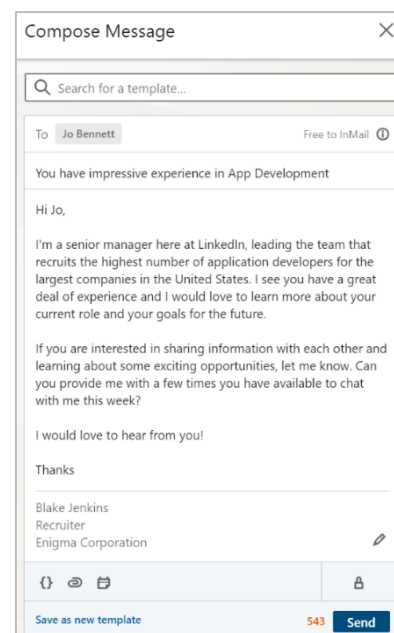 Compose Message
Search for a template...
To Jo Bennett Free to InMail
You have impressive experience in App Development
Hi Jo,
I'm a senior manager here at LinkedIn, leading the team that
recruits the highest number of application developers for the
largest companies in the United States. I see you have a great
deal of experience and I would love to learn more about your
current role and your goals for the future.
If you are interested in sharing information with each other and
learning about some exciting opportunities, let me know. Can
you provide me with a few times you have available to chat
with me this week?
I would love to hear from you!
Thanks
Blake Jenkins
Recruiter
Enigma Corporation
{}
Save as new template 543 Send